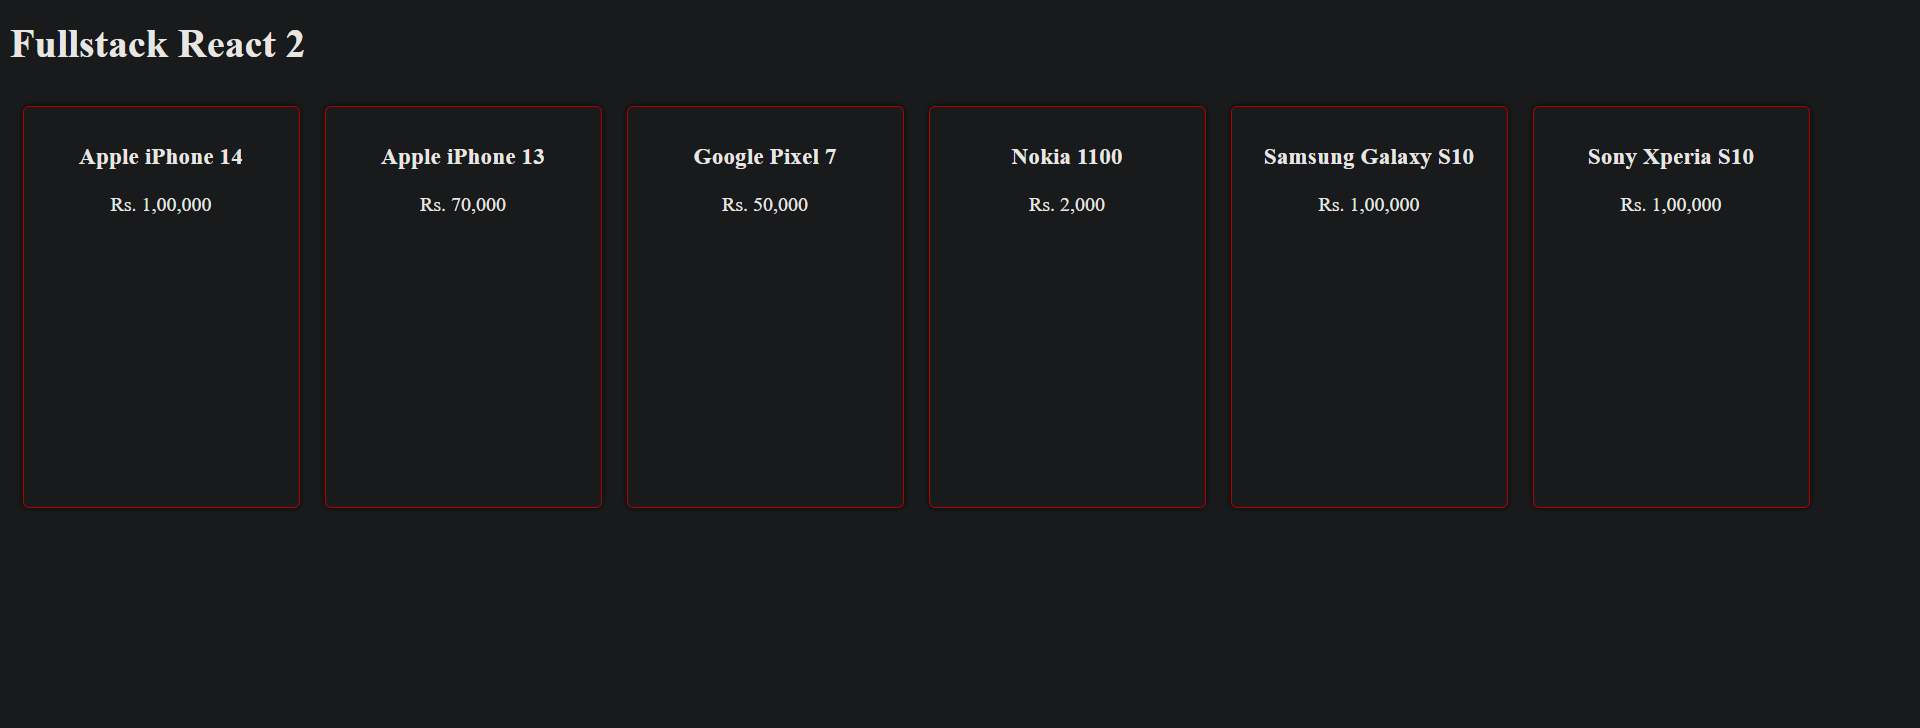 Fullstack React 2
Apple iPhone 14
Rs. 1,00,000
Apple iPhone 13
Rs. 70,000
Google Pixel 7
Rs. 50,000
Nokia 1100
Rs. 2,000
Samsung Galaxy S10
Rs. 1,00,000
Sony Xperia S10
Rs. 1,00,000